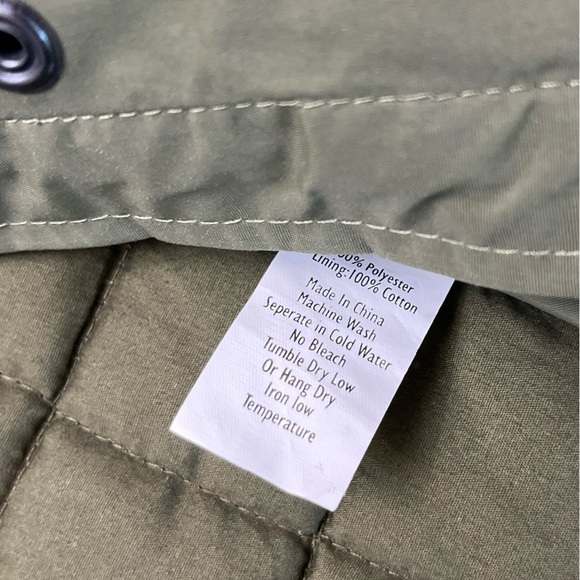 % Polyester
Lining:100% Cotton
Made In China
Machine Wash
Seperate in Cold Water
No Bleach
Tumble Dry Low
Or Hang Dry
Iron low
Temperature